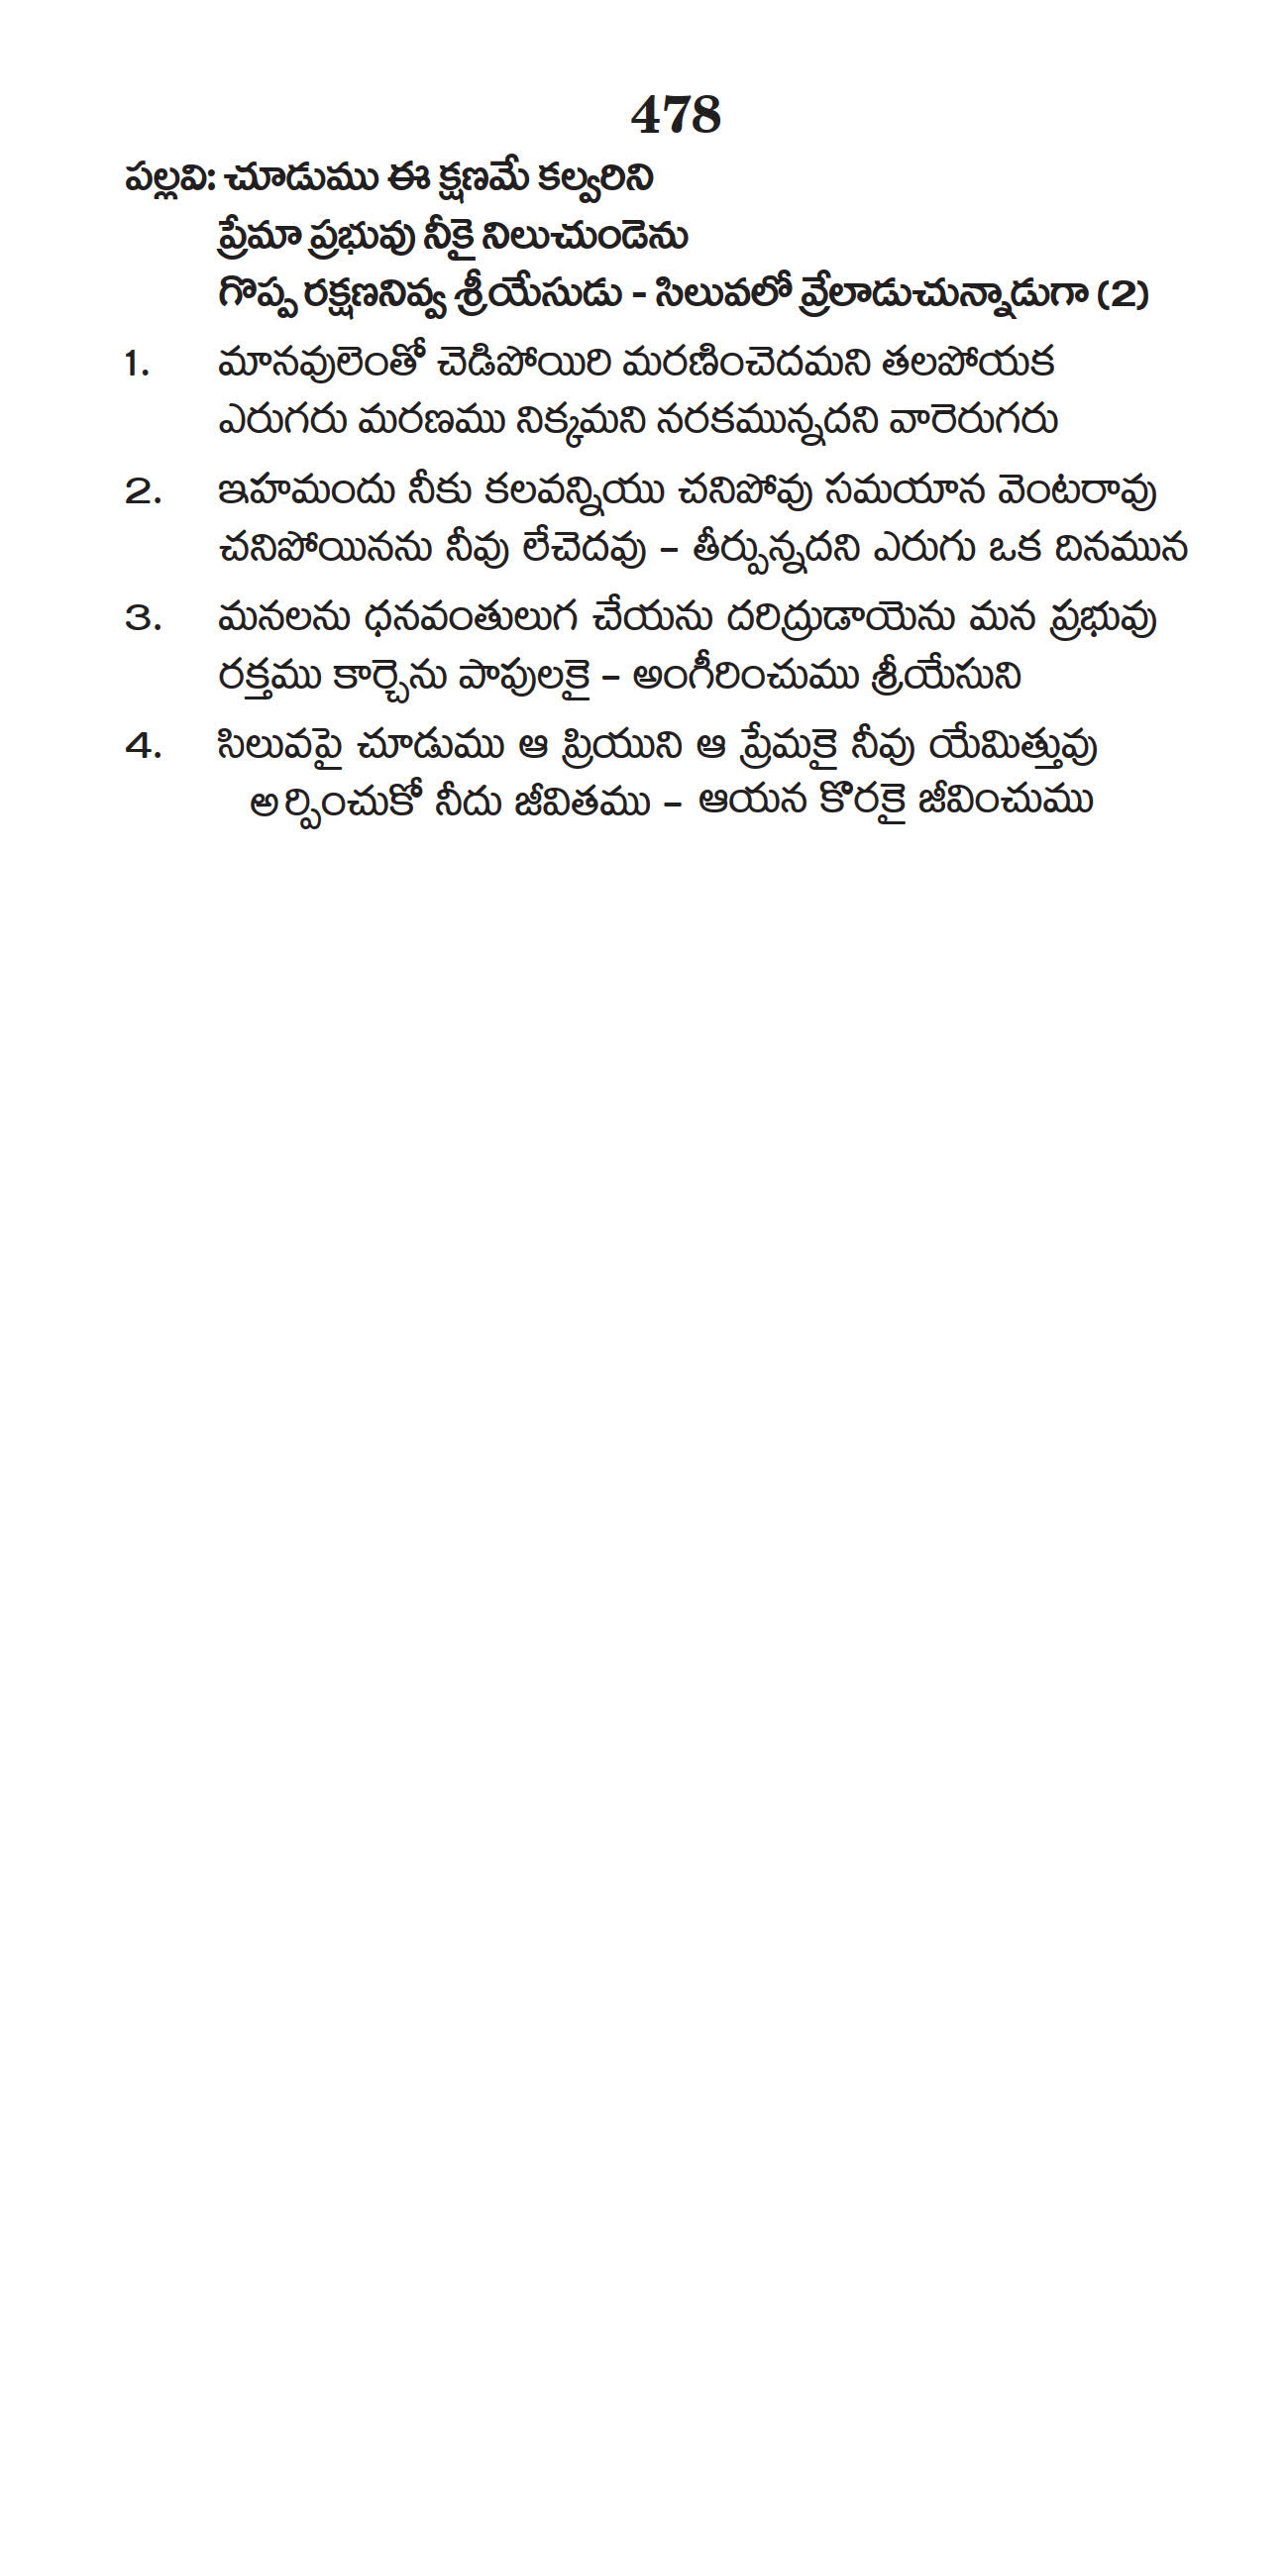 478
పల్లవి: చూడుము ఈ క్షణమే కల్వరిని
ప్రేమా ప్రభువు నీకై నిలుచుండెను
గొప్ప రక్షణనివ్వ శ్రీయేసుడు - సిలువలో వ్రేలాడుచున్నాడుగా (2)
1. మానవులెంతో చెడిపోయిరి మరణించెదమని తలపోయక
ఎరుగరు మరణము నిక్కమని నరకమున్నదని వారెరుగరు
2. ఇహమందు నీకు కలవన్నియు చనిపోవు సమయాన వెంటరావు
చనిపోయినను నీవు లేచెదవు – తీర్పున్నదని ఎరుగు ఒక దినమున
3. మనలను ధనవంతులుగ చేయను దరిద్రుడాయెను మన ప్రభువు
రక్తము కార్చెను పాపులకై – అంగీరించుము శ్రీయేసుని
4. సిలువపై చూడుము ఆ ప్రియుని ఆ ప్రేమకై నీవు యేమిత్తువు
అర్పించుకో నీదు జీవితము – ఆయన కొరకై జీవించుము